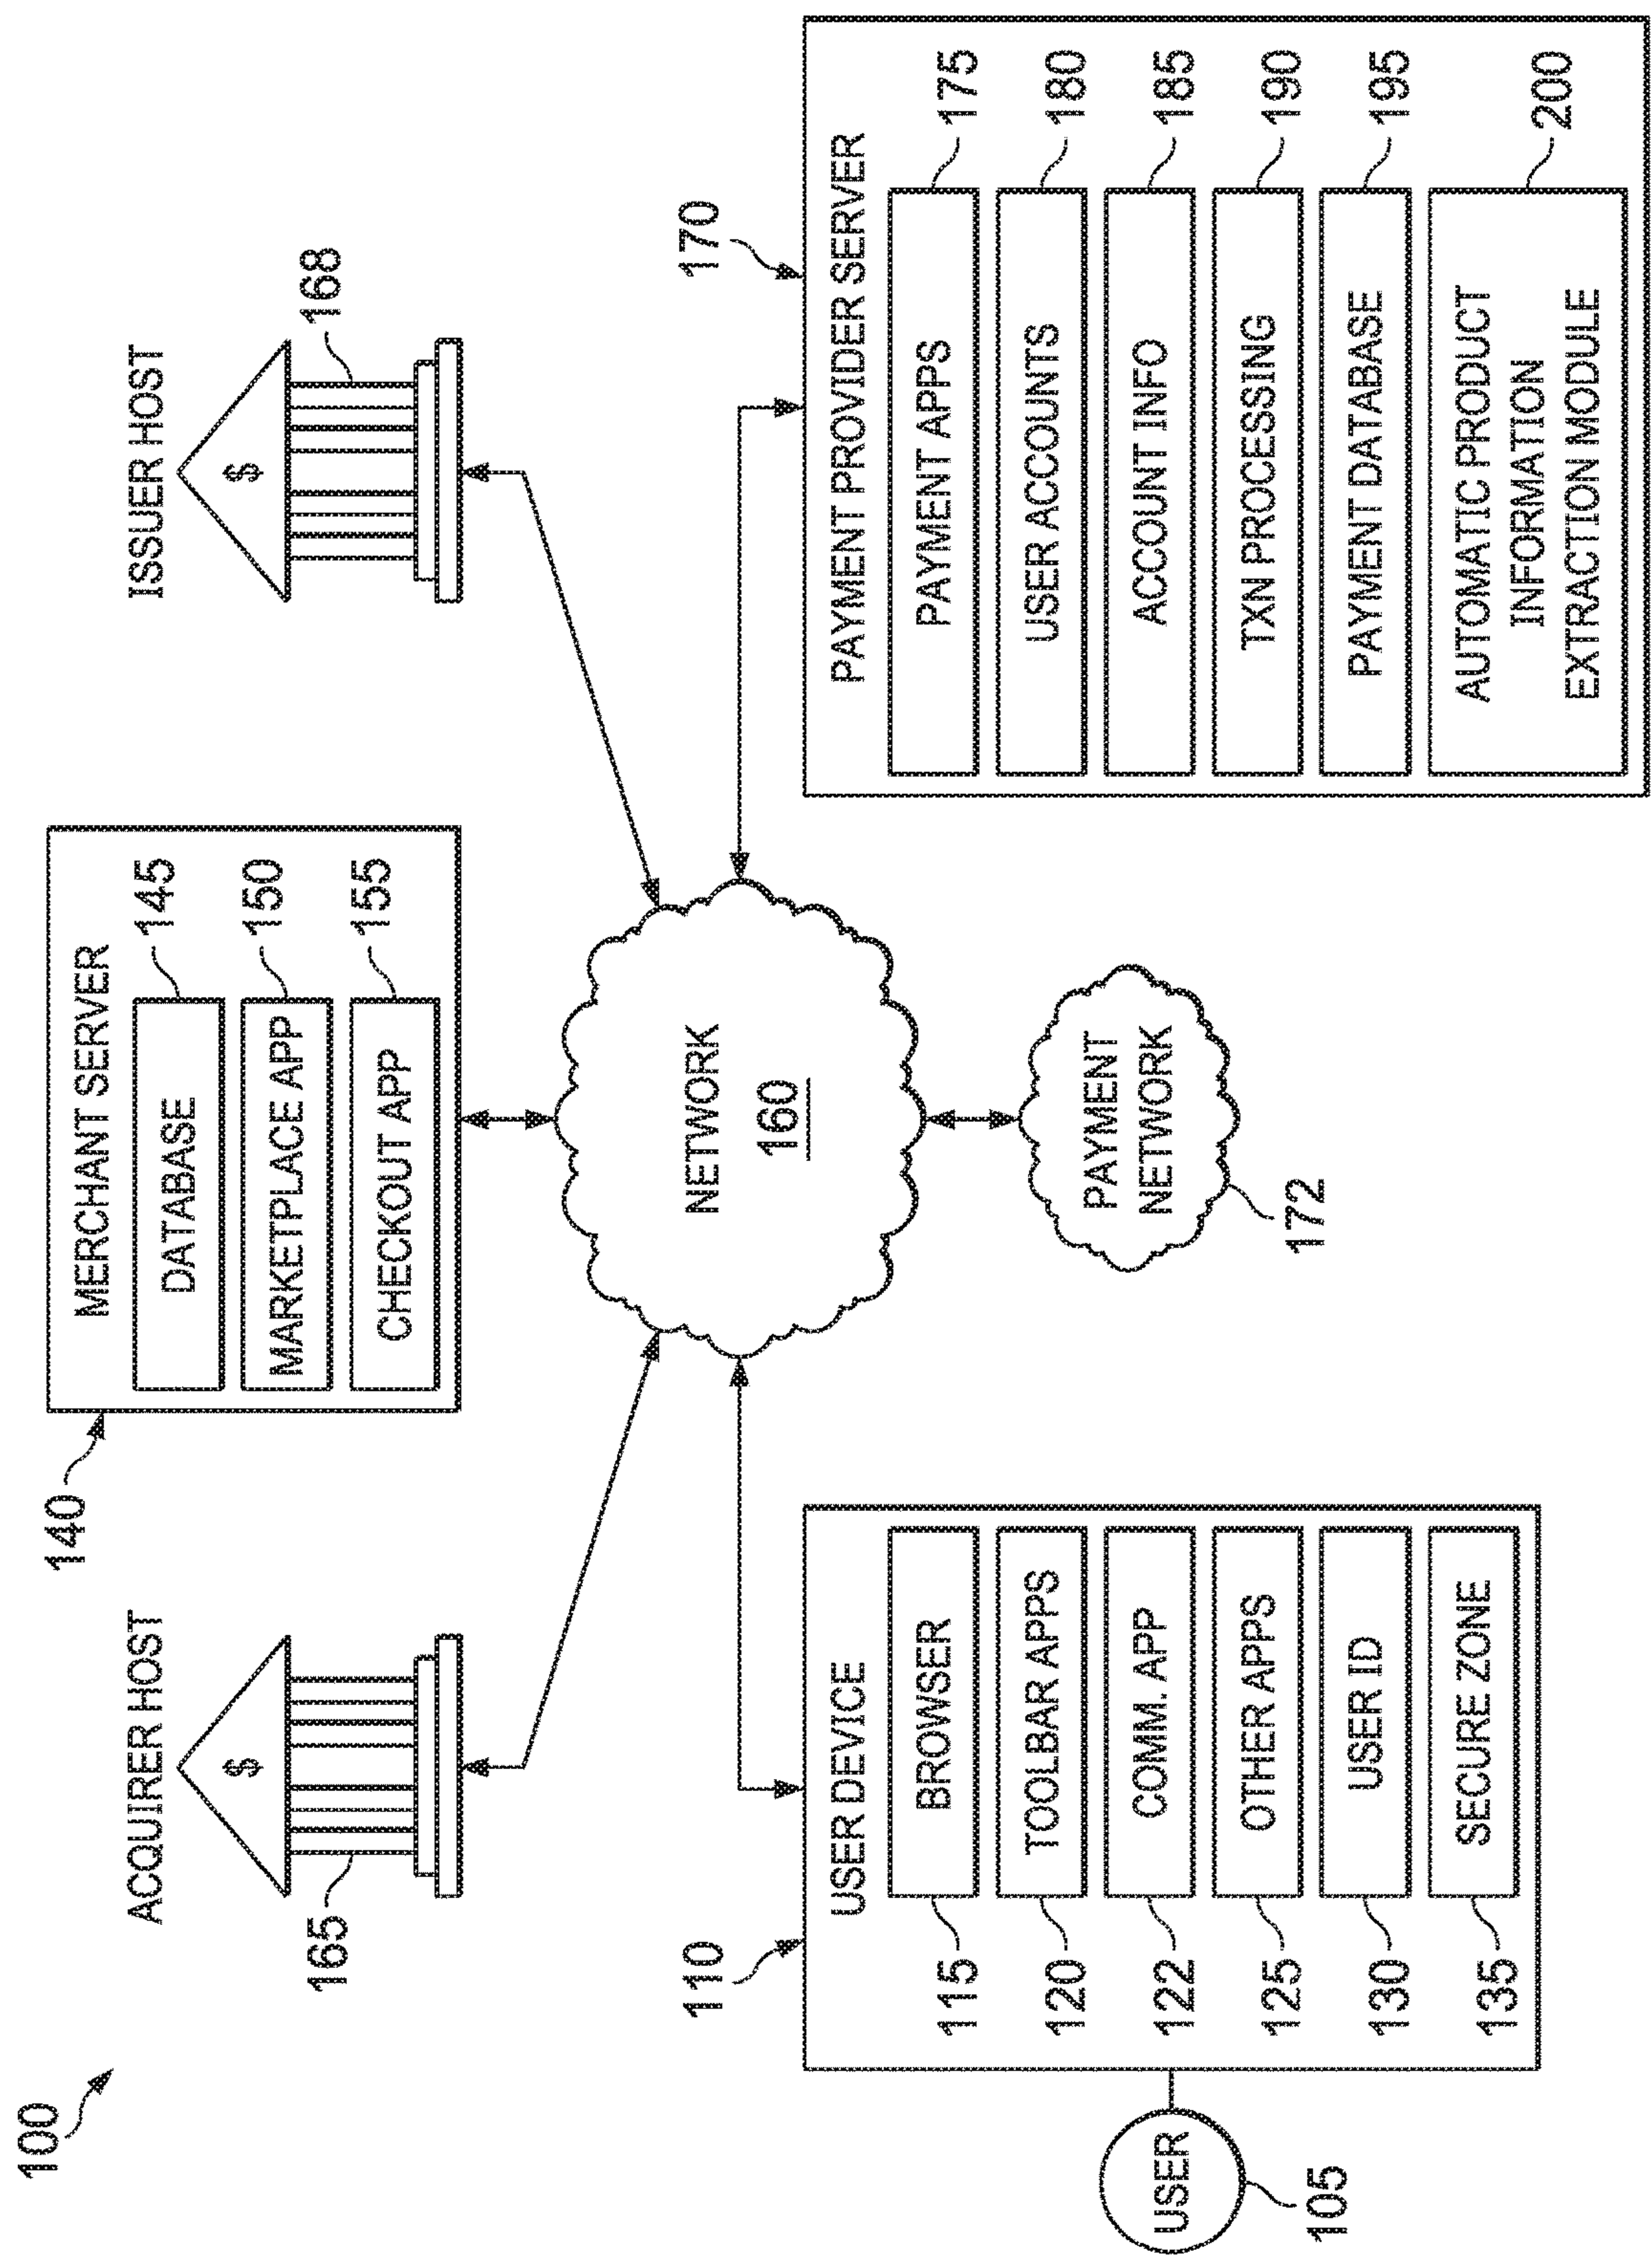 100
ACQUIRER HOST
$
165
140
MERCHANT SERVER
DATABASE
145
MARKETPLACE APP
150
CHECKOUT APP
155
ISSUER HOST
$
168
NETWORK
160
110
USER DEVICE
115
BROWSER
120
TOOLBAR APPS
122
COMM. APP
125
OTHER APPS
130
USER ID
135
SECURE ZONE
USER
105
PAYMENT
NETWORK
172
170
PAYMENT PROVIDER SERVER
PAYMENT APPS
175
USER ACCOUNTS
180
ACCOUNT INFO
185
TXN PROCESSING
190
PAYMENT DATABASE
195
AUTOMATIC PRODUCT
INFORMATION
EXTRACTION MODULE
200